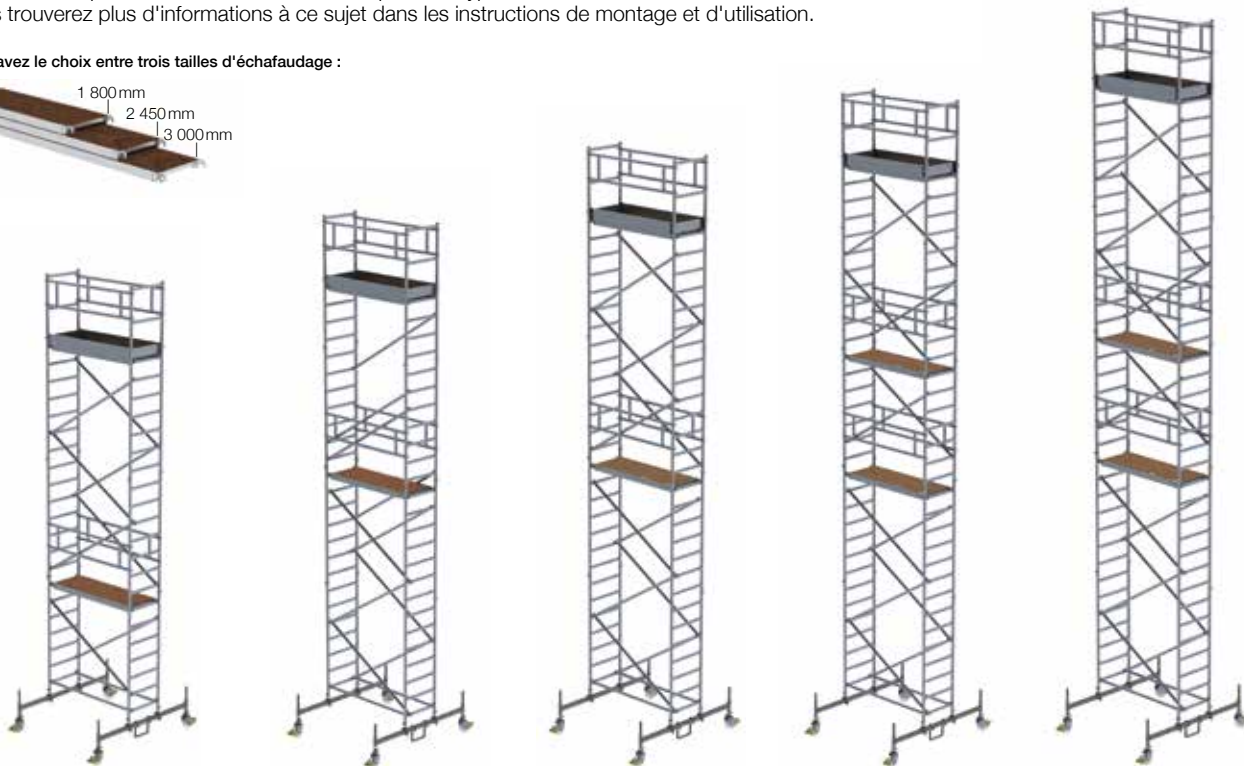 trouverez plus d'informations à ce sujet dans les instructions de montage et d'utilisation.
avez le choix entre trois tailles d'échafaudage :
1 800 mm
2 450 mm
3 000 mm